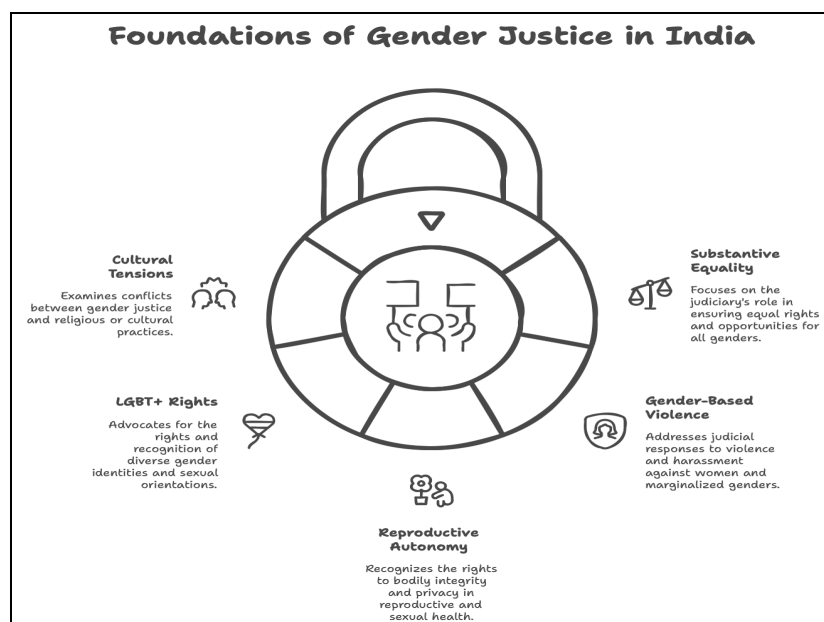 Foundations of Gender Justice in India
Cultural
Tensions
Examines conflicts
between gender justice
and religious or cultural
practices.
Substantive
Equality
Focuses on the
judiciary's role in
ensuring equal rights
and opportunities for
all genders.
LGBT+ Rights
Advocates for the
rights and
recognition of
diverse gender
identities and sexual
orientations.
Gender-Based
Violence
Addresses judicial
responses to violence
and harassment
against women and
marginalized genders.
Reproductive
Autonomy
Recognizes the rights
to bodily integrity
and privacy in
reproductive and
sexual health.